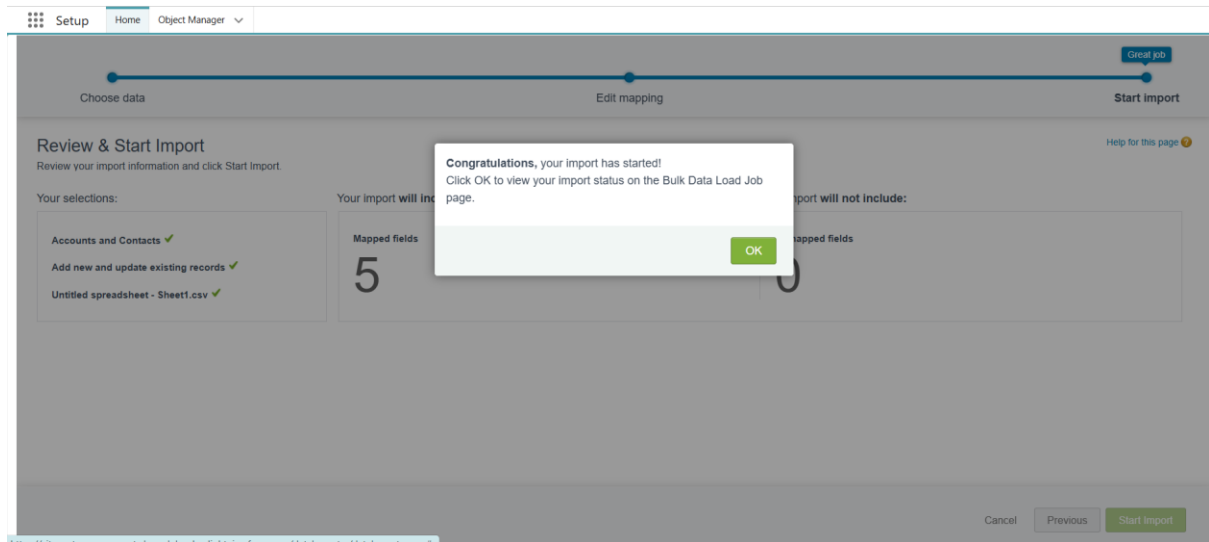 Setup Home Object Manager
Great job
Choose data Edit mapping Start import
Review & Start Import
Help for this page
Review your import information and click Start Import.
Your selections:
Your import will
Congratulations, your import has started!
Click OK to view your import status on the Bulk Data Load Job
page.
OK
will not include:
Accounts and Contacts
Add new and update existing records
Untitled spreadsheet - Sheet1.csv
Mapped fields
5
fields
0
Cancel Previous Start Import